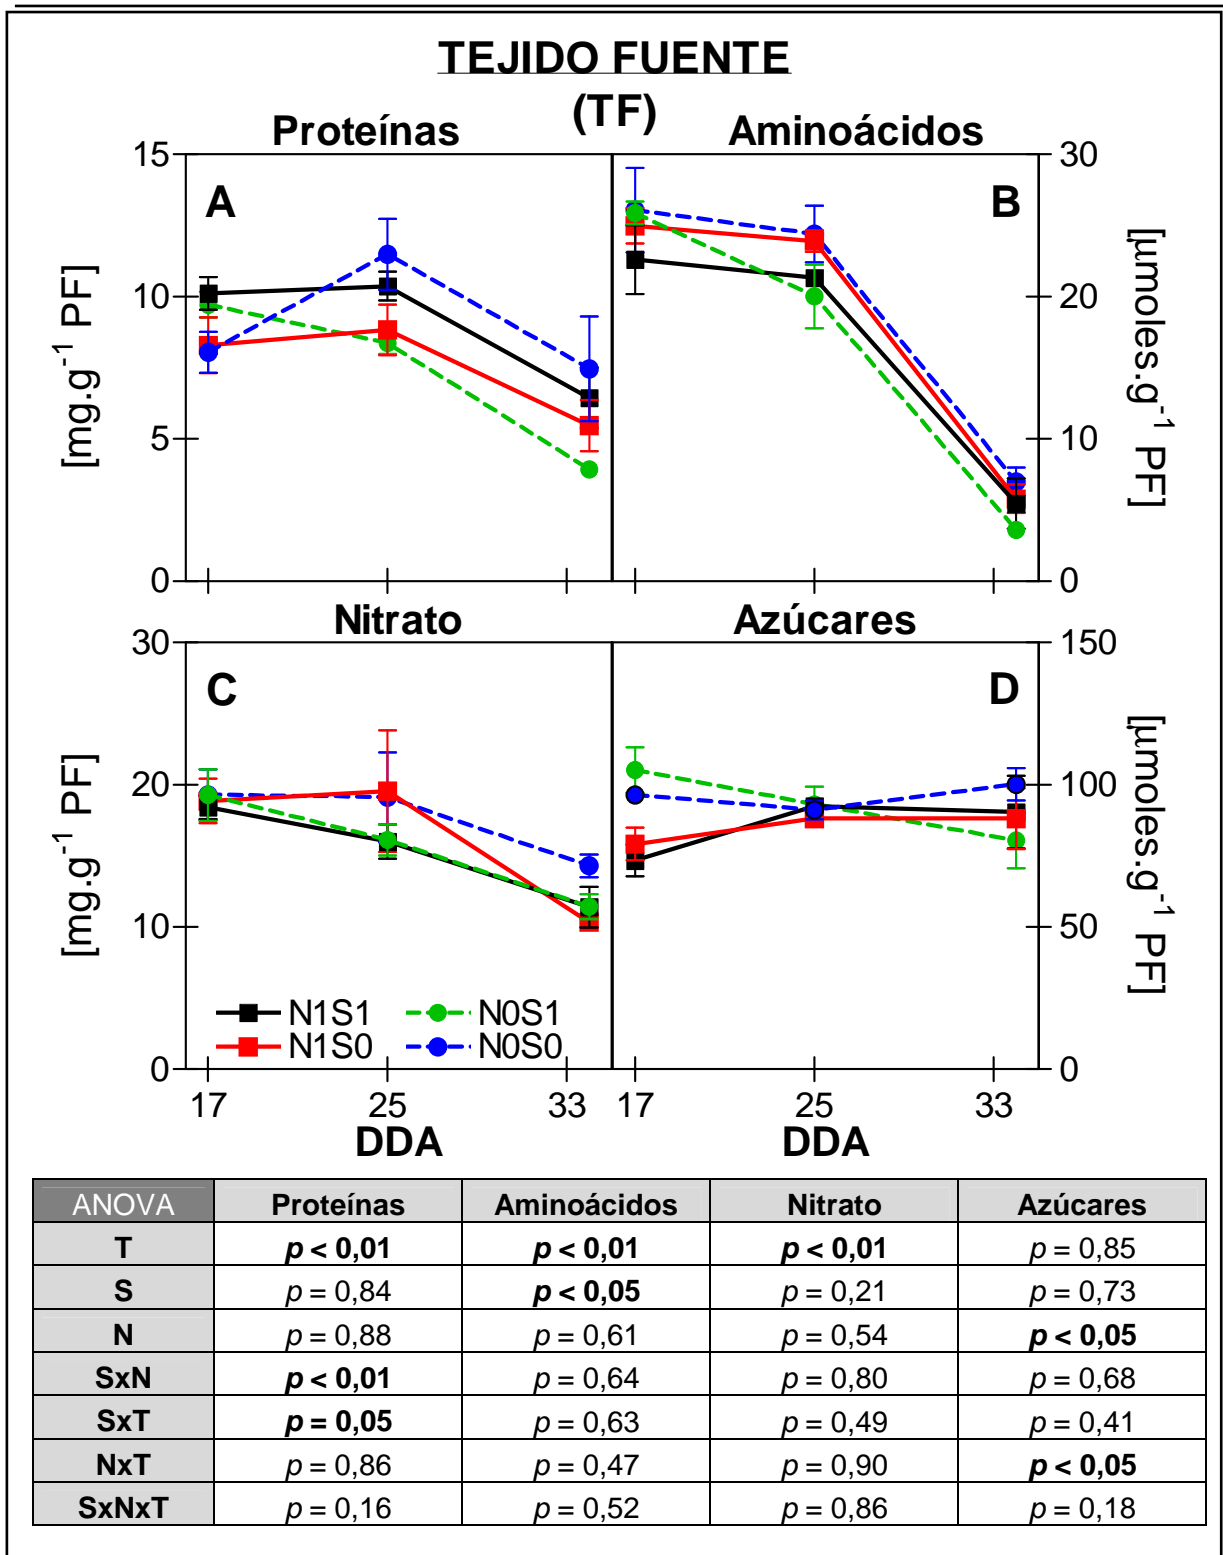 TEJIDO FUENTE
(TF)
Proteínas
Aminoácidos
15
10
5
0
[mg.g-1 PF]
A
B
30
20
10
0
[µmoles.g-1 PF]
Nitrato
Azúcares
30
20
10
0
[mg.g-1 PF]
C
D
150
100
50
0
[µmoles.g-1 PF]
N1S1 N0S1
N1S0 N0S0
17 25 33 17 25 33
DDA DDA
ANOVA Proteínas Aminoácidos Nitrato Azúcares
T p < 0,01 p < 0,01 p < 0,01 p = 0,85
S p = 0,84 p < 0,05 p = 0,21 p = 0,73
N p = 0,88 p = 0,61 p = 0,54 p < 0,05
SxN p < 0,01 p = 0,64 p = 0,80 p = 0,68
SxT p = 0,05 p = 0,63 p = 0,49 p = 0,41
NxT p = 0,86 p = 0,47 p = 0,90 p < 0,05
SxNxT p = 0,16 p = 0,52 p = 0,86 p = 0,18